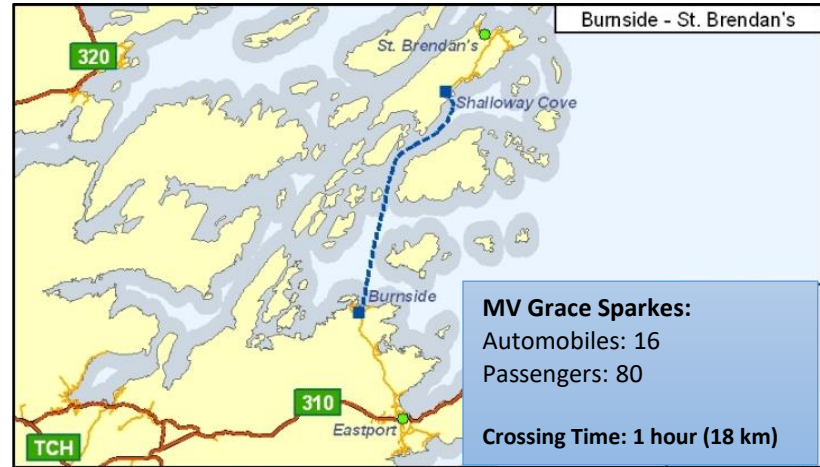 Burnside - St. Brendan's
St. Brendan's
320
Shalloway Cove
Burnside
MV Grace Sparkes:
Automobiles: 16
Passengers: 80
Crossing Time: 1 hour (18 km)
310
Eastport
TCH